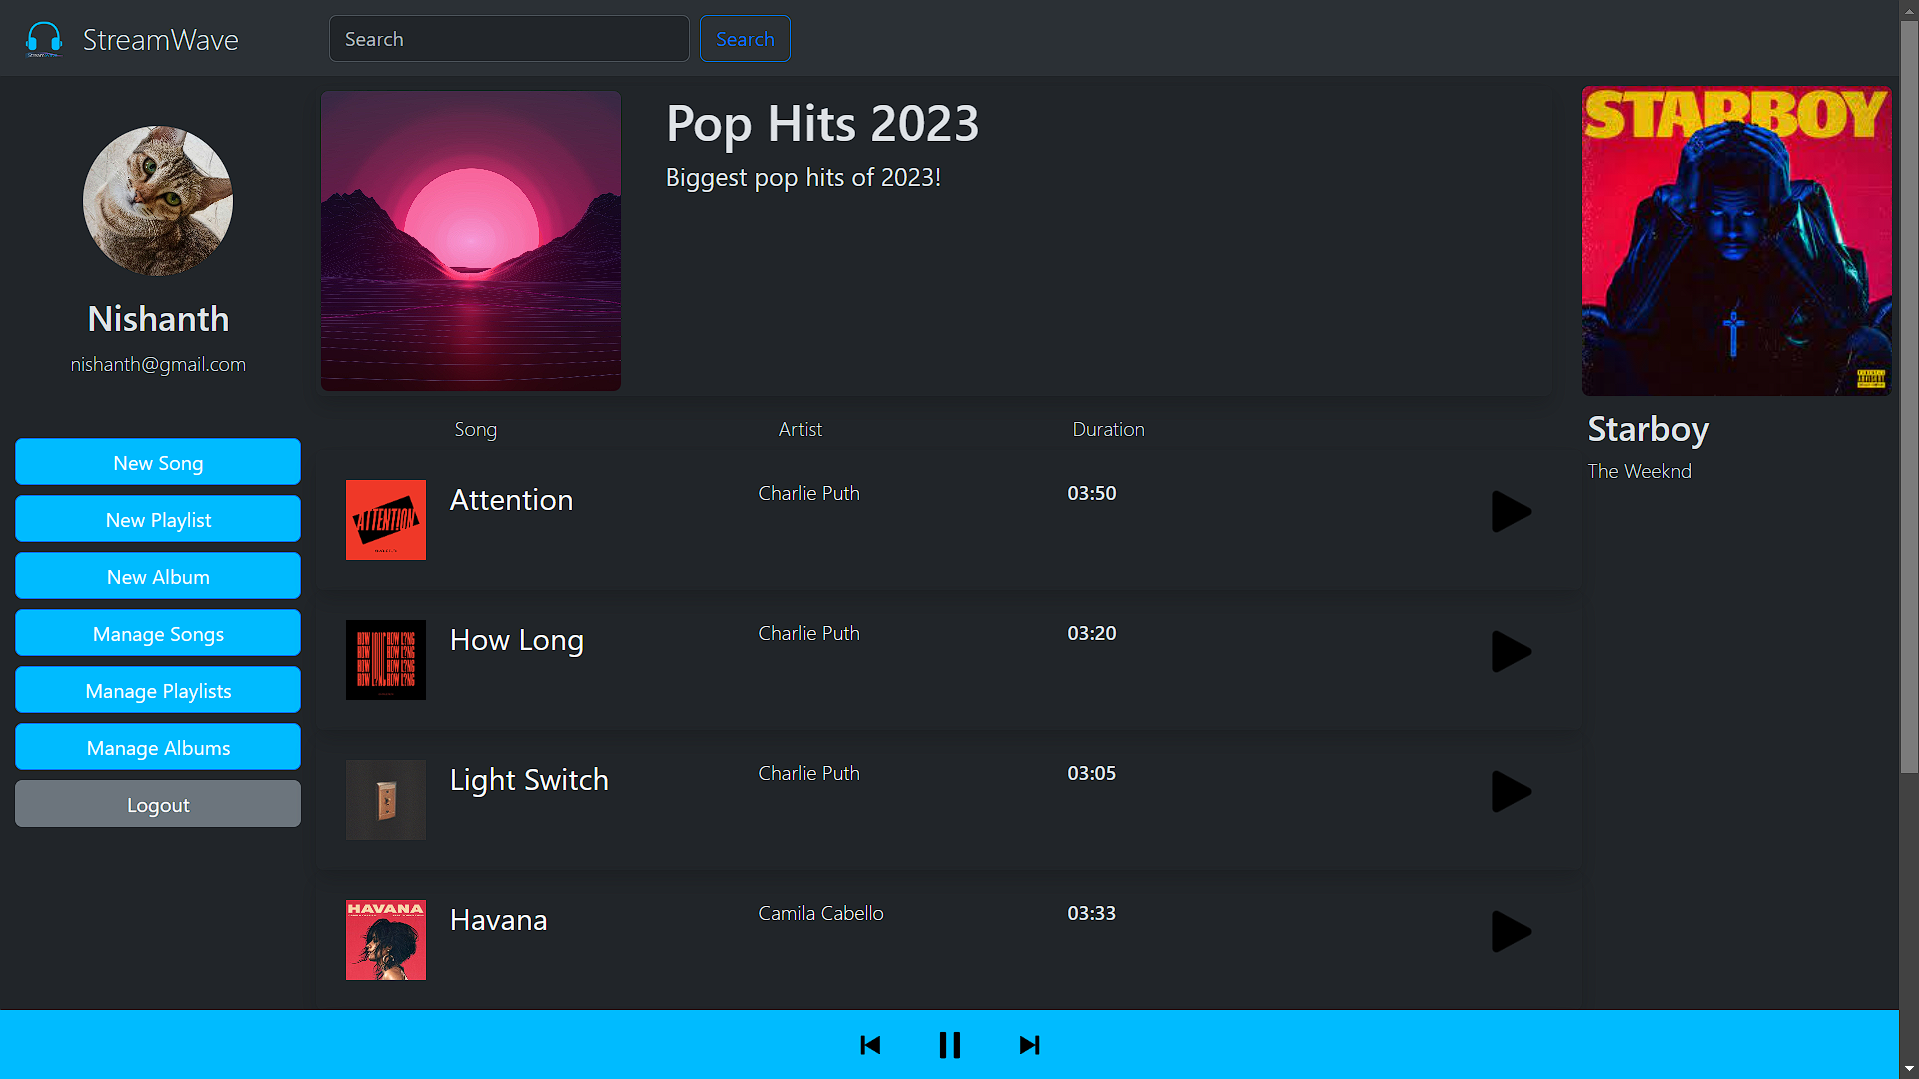 StreamWave
Search
Search
Nishanth
nishanth@gmail.com
New Song
New Playlist
New Album
Manage Songs
Manage Playlists
Manage Albums
Logout
Pop Hits 2023
Biggest pop hits of 2023!
Song Artist Duration
ATTENTION
Attention Charlie Puth 03:50
How Long Charlie Puth 03:20
Light Switch Charlie Puth 03:05
HAVANA
Havana Camila Cabello 03:33
STARBOY
Starboy
The Weeknd